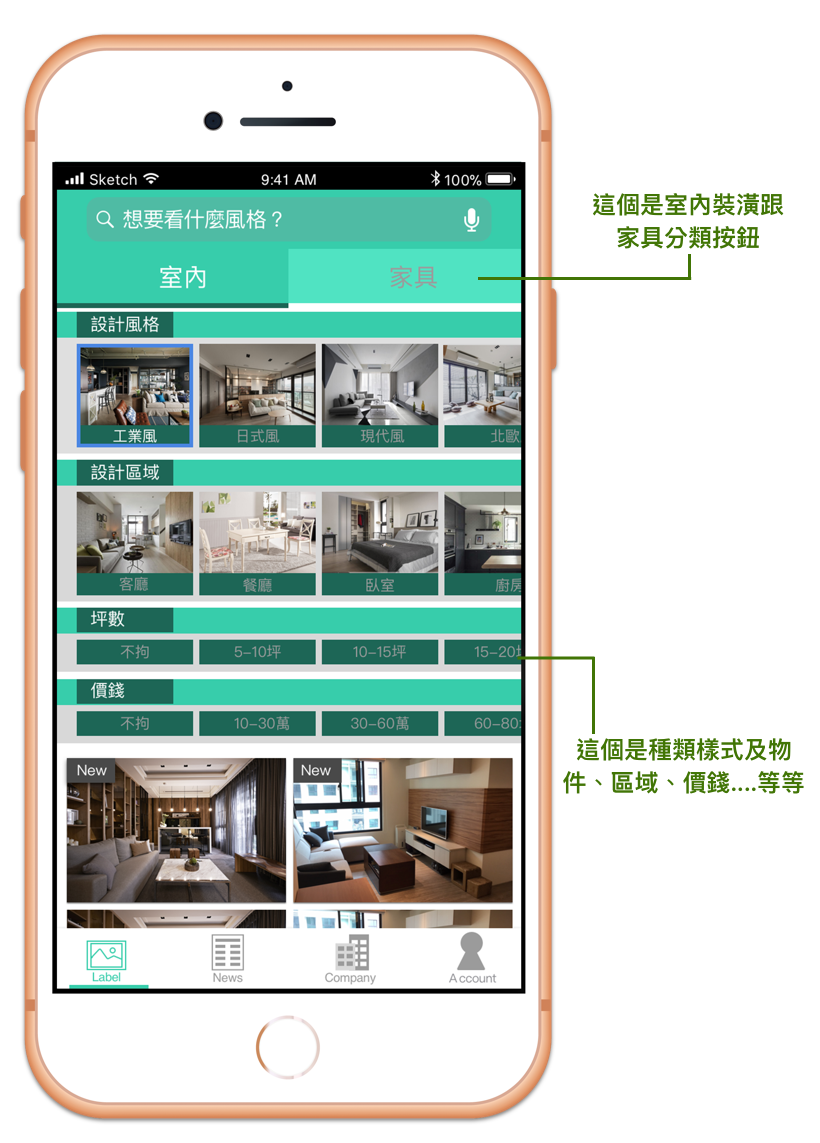 Sketch 9:41 AM 100%
想要看什麼風格？
室內 家具
設計風格
工業風 日式風 現代風 北歐
設計區域
客廳 餐廳 臥室 廚房
坪數
不拘 5–10坪 10–15坪 15–20坪
價錢
不拘 10–30萬 30–60萬 60–80
New New
Label News Company Account
這個是室內裝潢跟
家具分類按鈕
這個是種類樣式及物
件、區域、價錢....等等